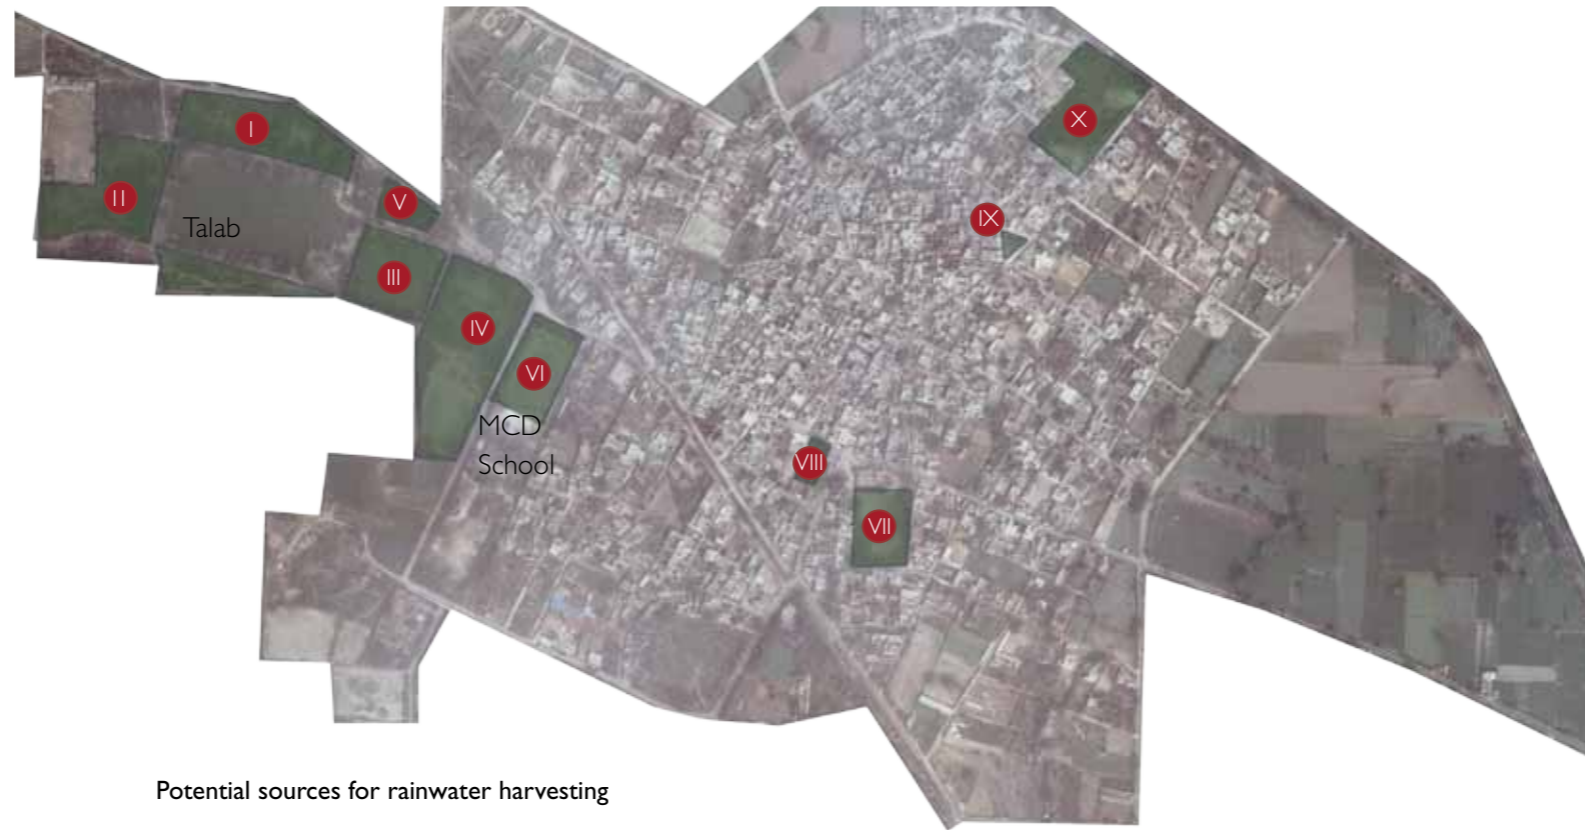 I
X
II
V
IX
Talab
III
IV
VI
MCD
School
VIII
VII
Potential sources for rainwater harvesting